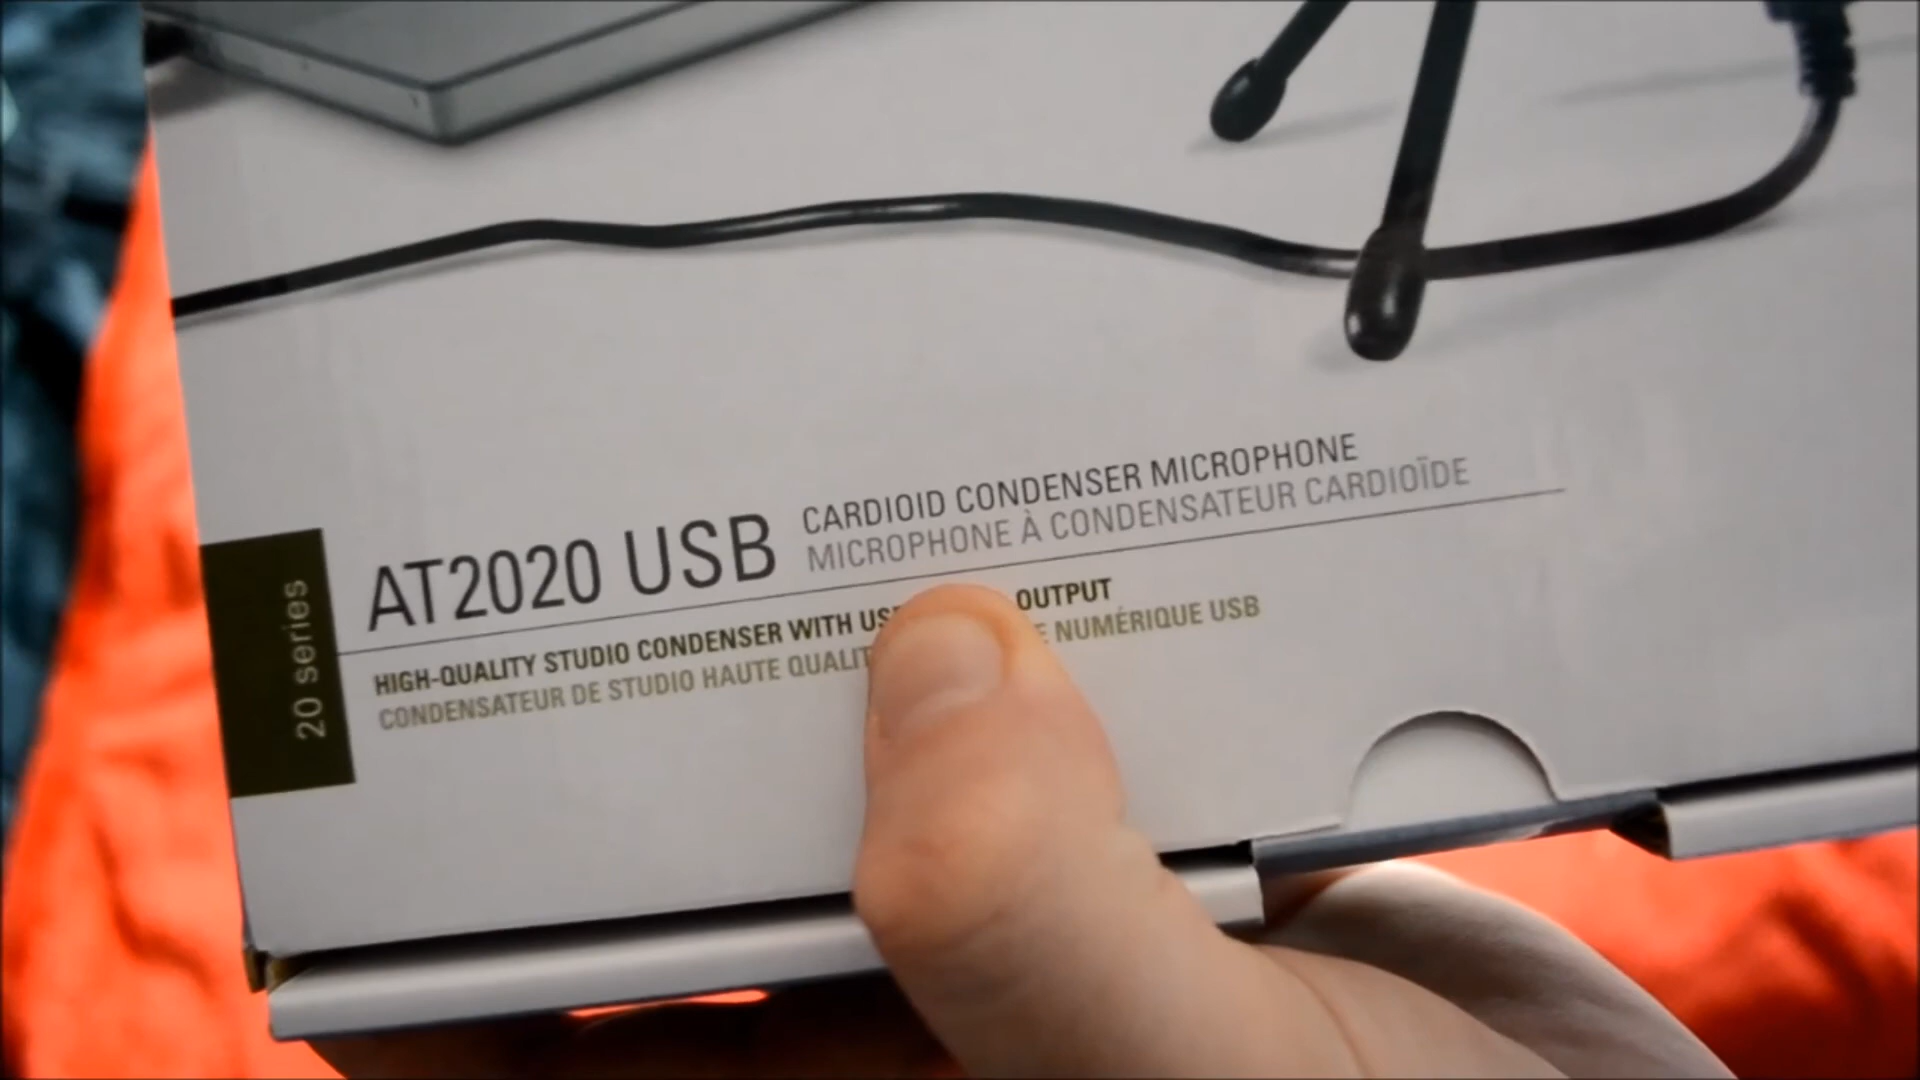 AT2020 USB
CARDIOID CONDENSER MICROPHONE
MICROPHONE À CONDENSATEUR CARDIOÏDE
HIGH-QUALITY STUDIO CONDENSER WITH OUTPUT
CONDENSATEUR DE STUDIO HAUTE NUMÉRIQUE USB
20 series